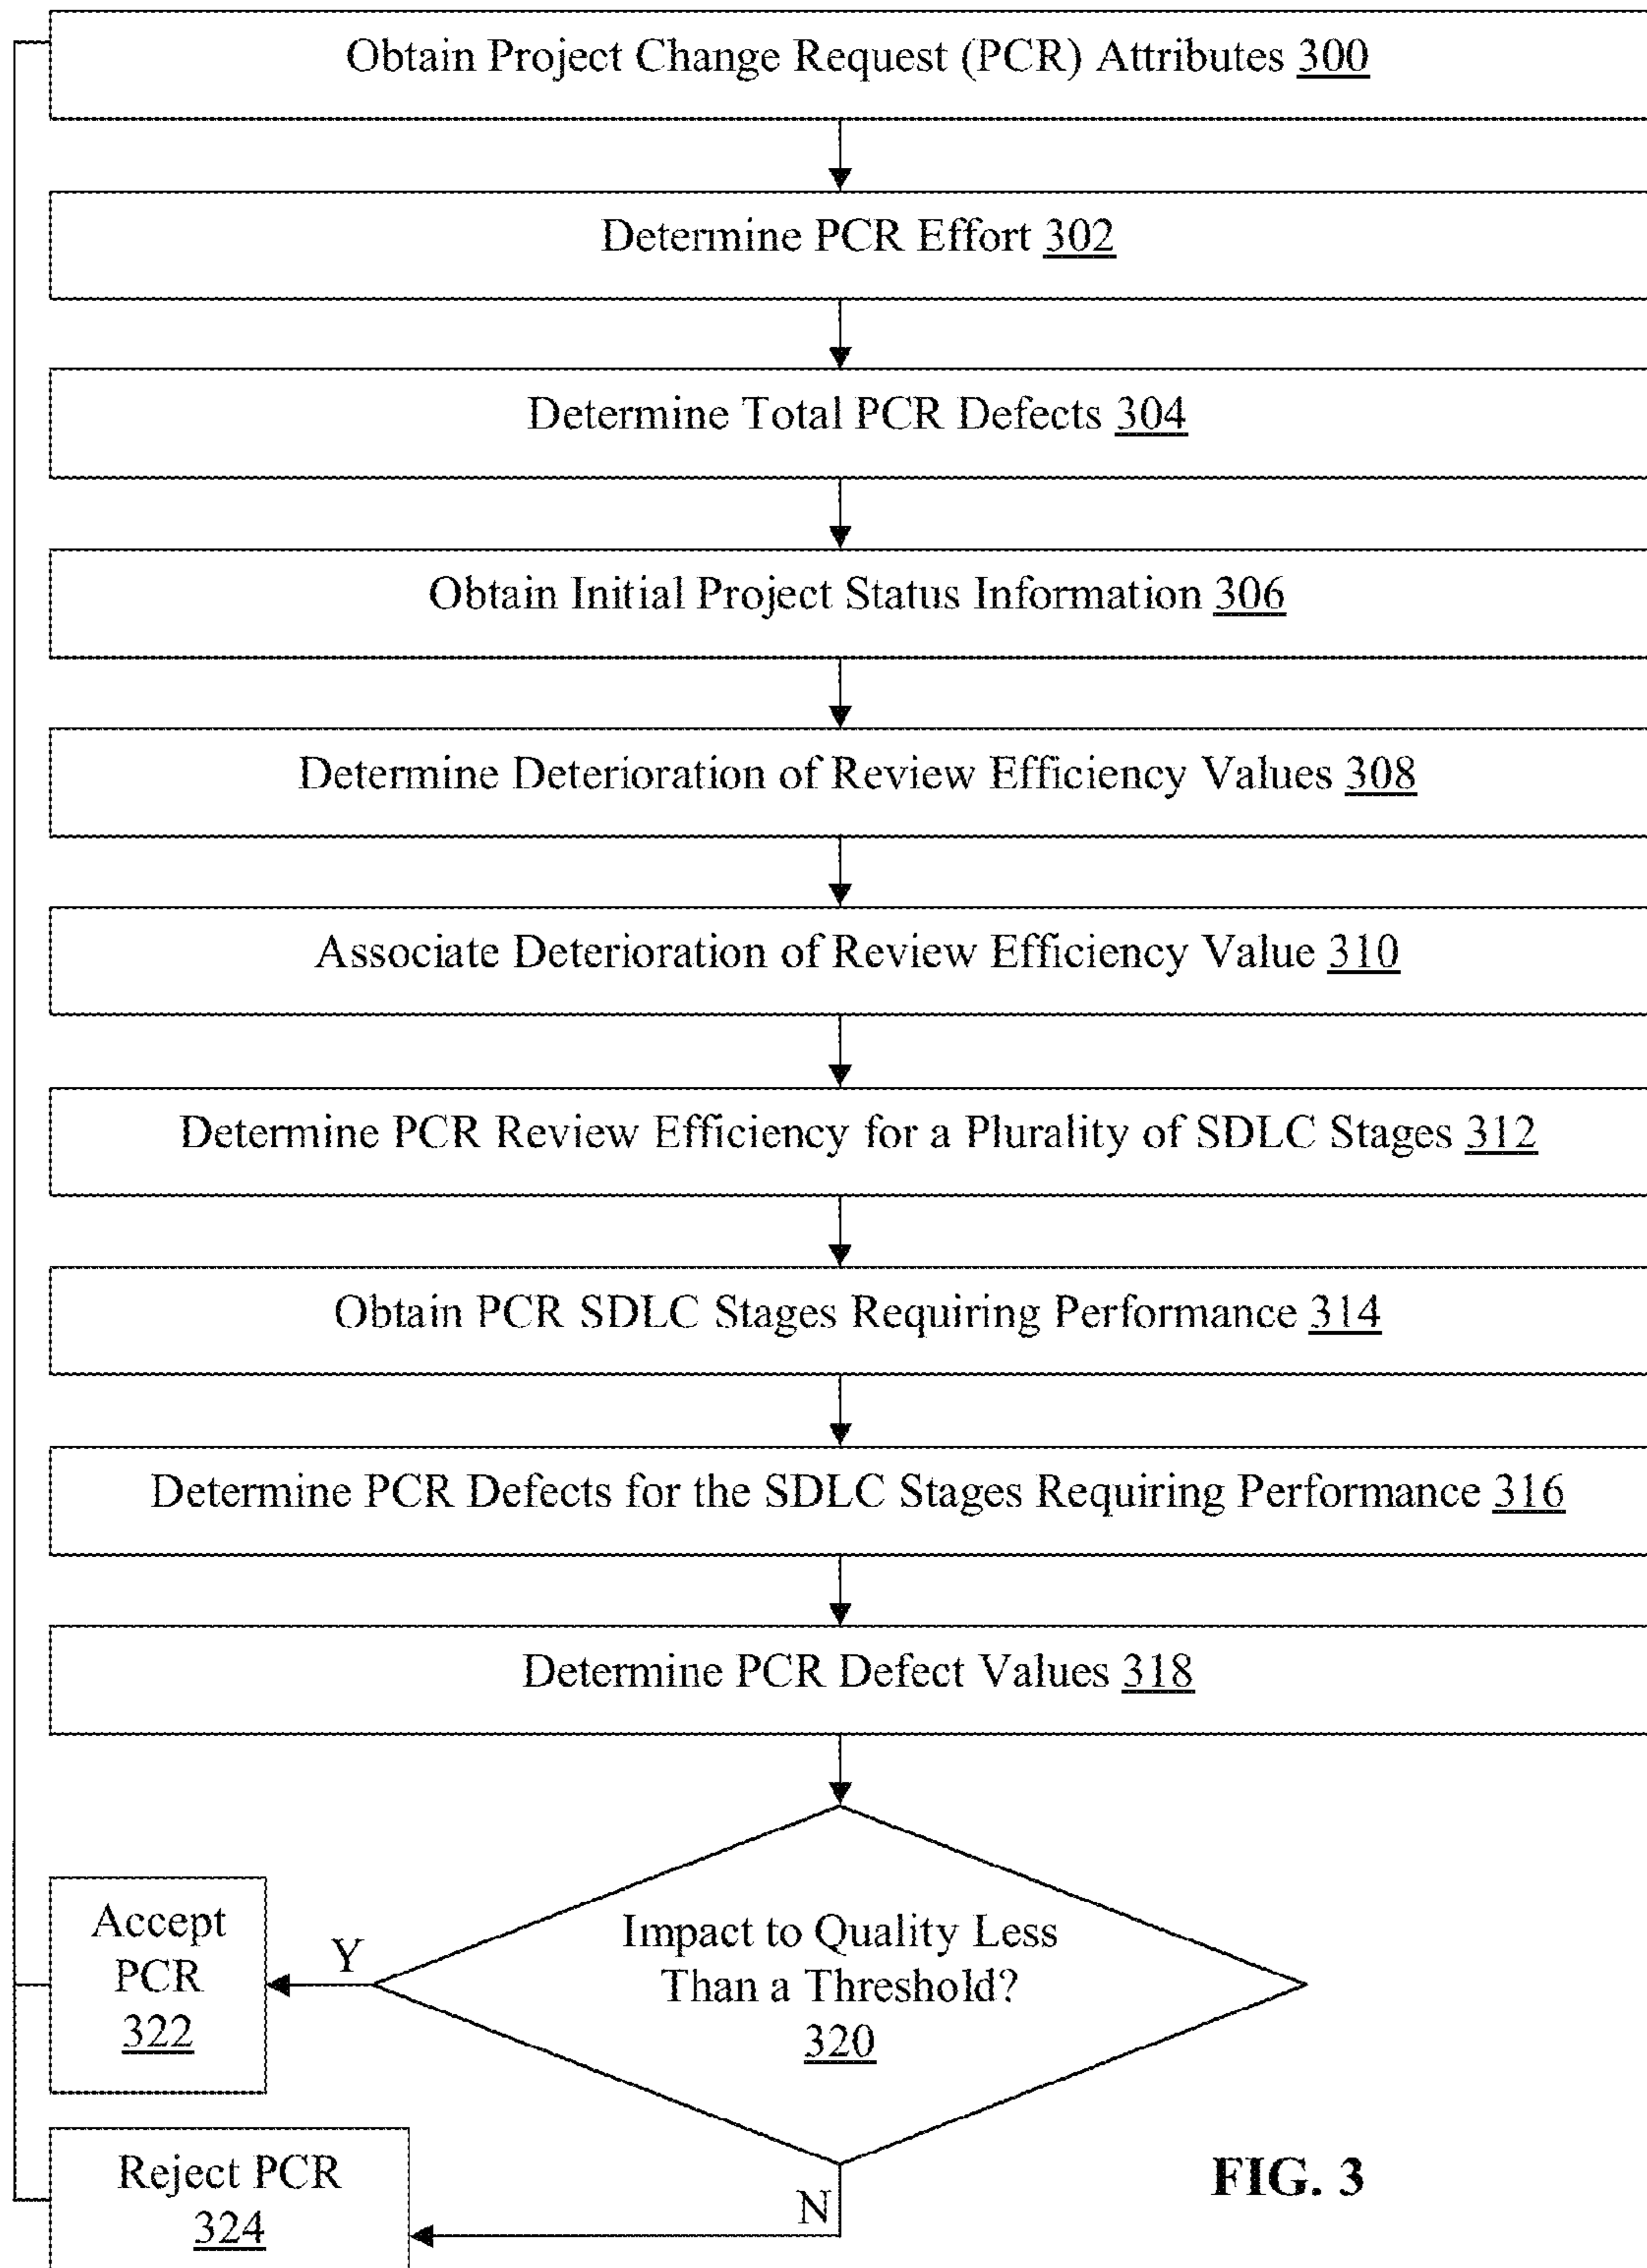 Obtain Project Change Request (PCR) Attributes 300
Determine PCR Effort 302
Determine Total PCR Defects 304
Obtain Initial Project Status Information 306
Determine Deterioration of Review Efficiency Values 308
Associate Deterioration of Review Efficiency Value 310
Determine PCR Review Efficiency for a Plurality of SDLC Stages 312
Obtain PCR SDLC Stages Requiring Performance 314
Determine PCR Defects for the SDLC Stages Requiring Performance 316
Determine PCR Defect Values 318
Impact to Quality Less
Than a Threshold?
320
Y
Accept
PCR
322
N
Reject PCR
324
FIG. 3